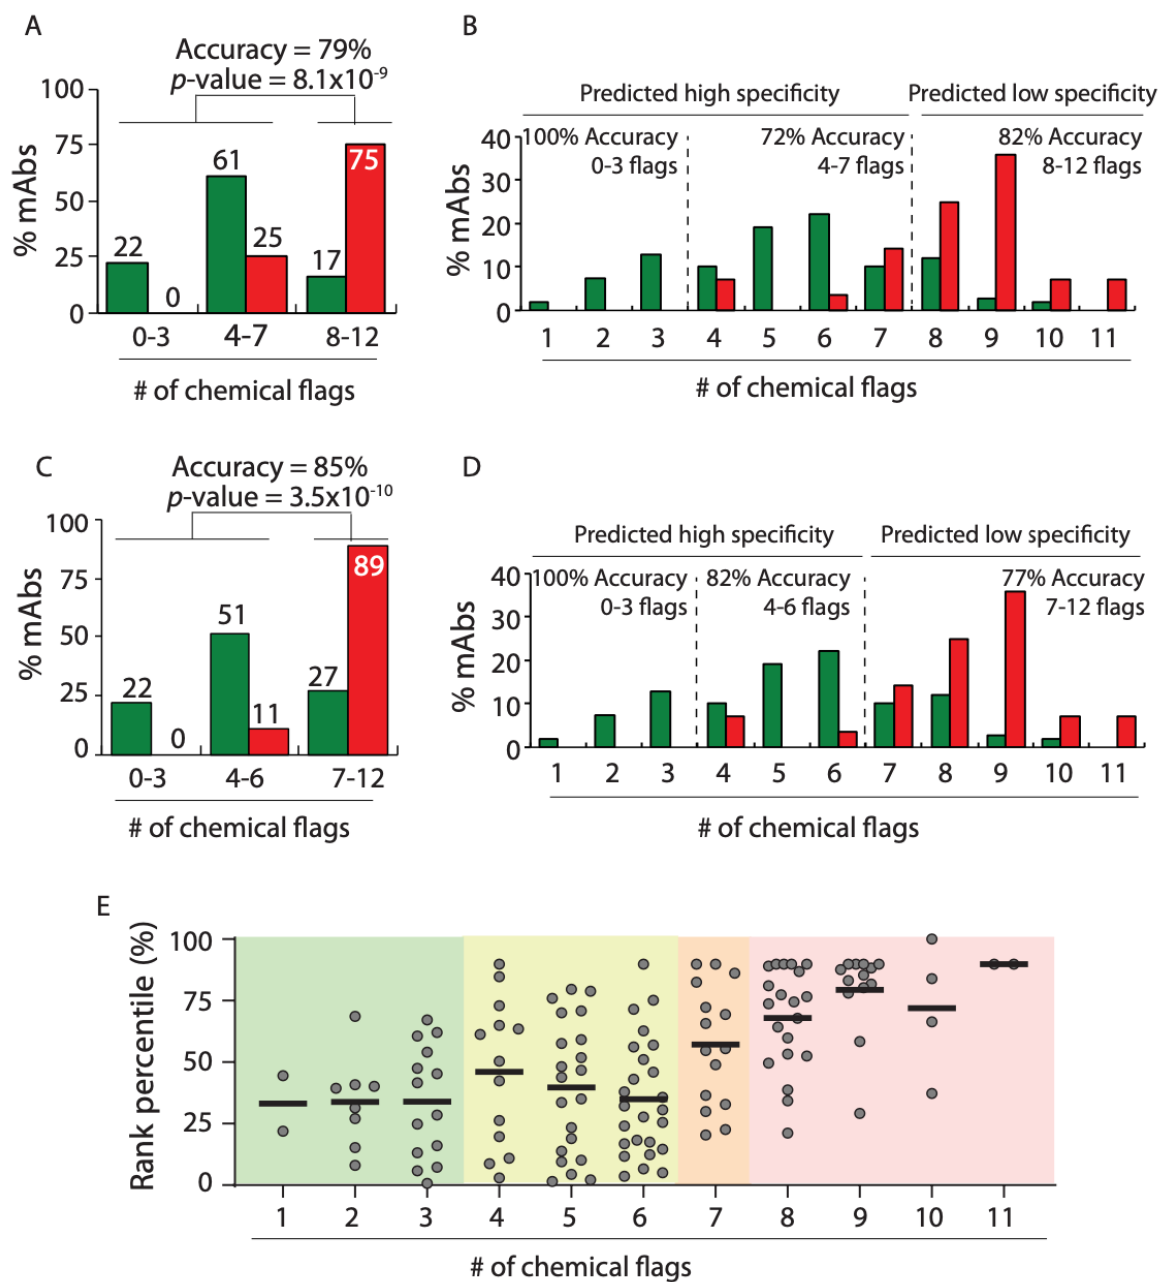 A
Accuracy = 79%
p-value = 8.1x10⁻⁹
% mAbs
100
75
50
25
0
22
0
61
25
17
75
0-3
4-7
8-12
# of chemical flags
B
Predicted high specificity
Predicted low specificity
100% Accuracy
0-3 flags
72% Accuracy
4-7 flags
82% Accuracy
8-12 flags
% mAbs
40
30
20
10
0
1 2 3 4 5 6 7 8 9 10 11
# of chemical flags
C
Accuracy = 85%
p-value = 3.5x10⁻¹⁰
% mAbs
100
75
50
25
0
22
0
51
11
27
89
0-3
4-6
7-12
# of chemical flags
D
Predicted high specificity
Predicted low specificity
100% Accuracy
0-3 flags
82% Accuracy
4-6 flags
77% Accuracy
7-12 flags
% mAbs
40
30
20
10
0
1 2 3 4 5 6 7 8 9 10 11
# of chemical flags
E
Rank percentile (%)
100
75
50
25
0
1 2 3 4 5 6 7 8 9 10 11
# of chemical flags